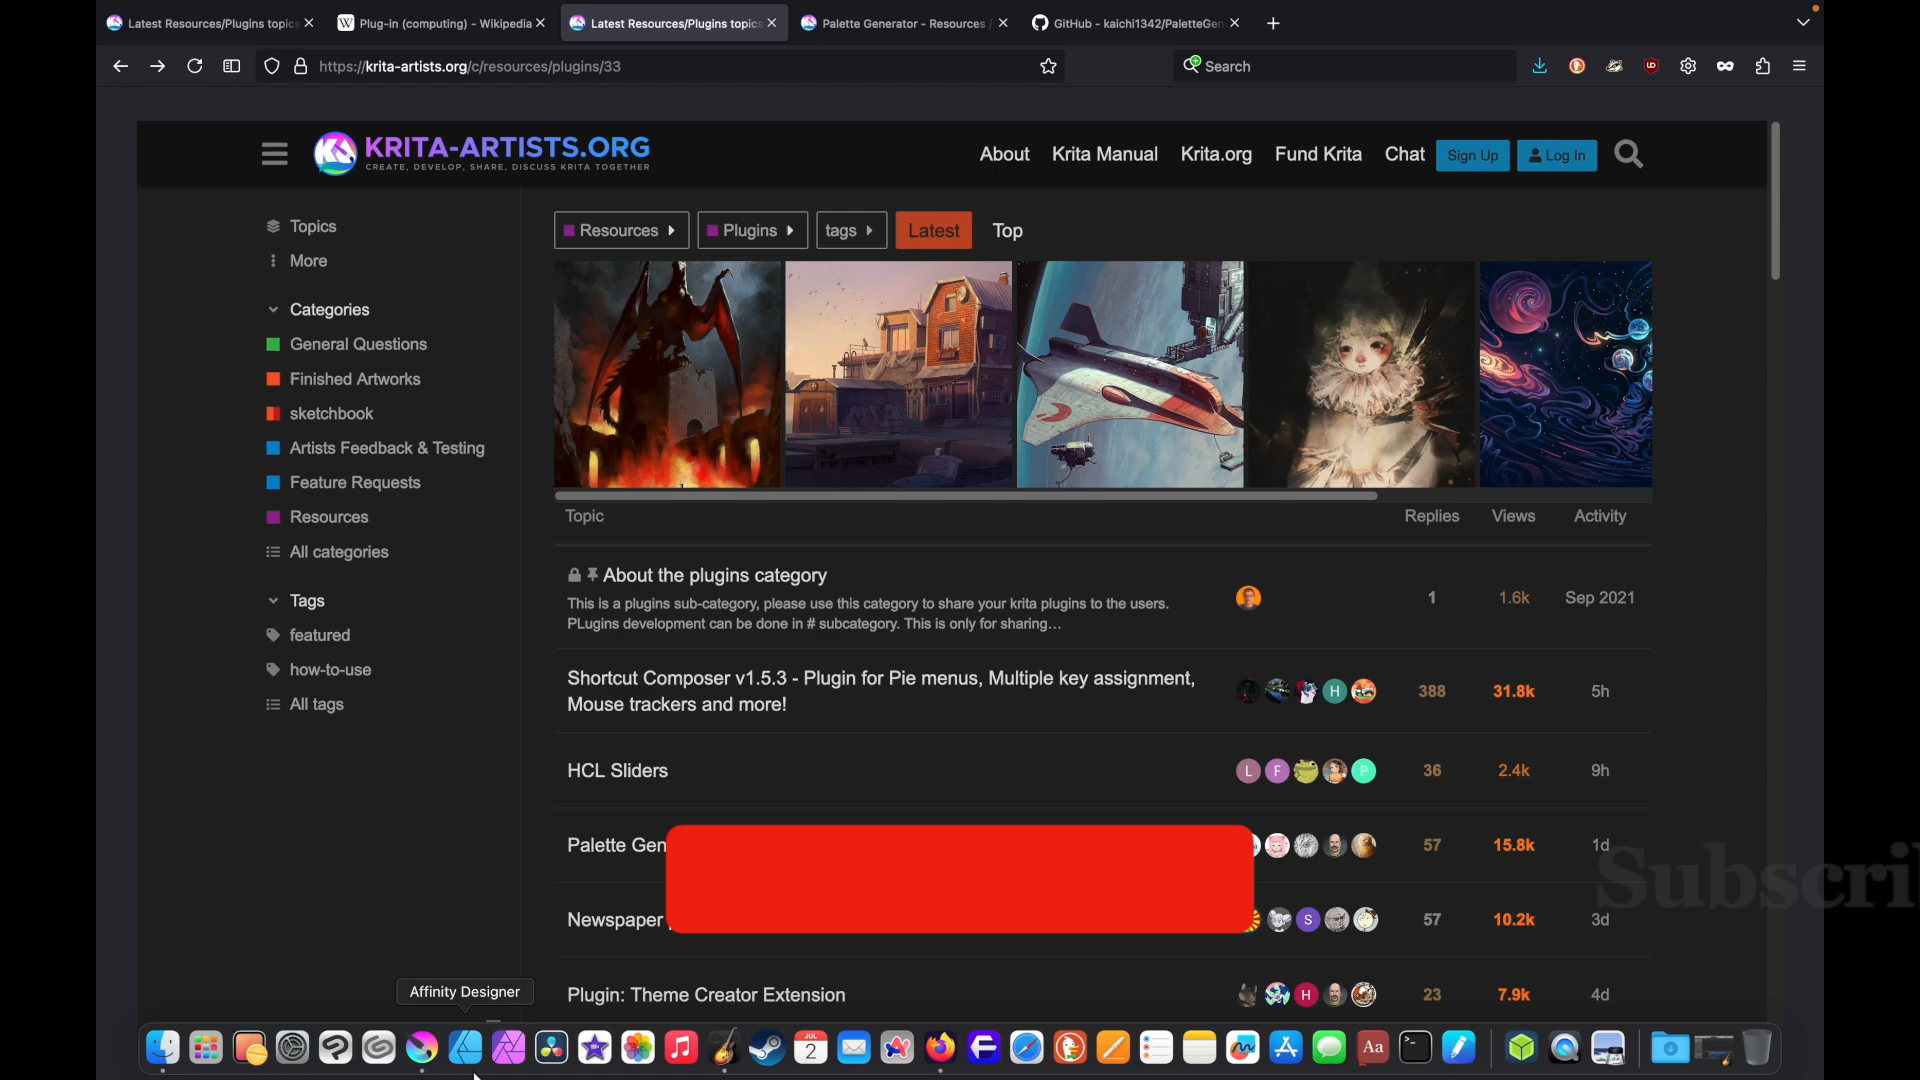 Latest Resources/Plugins topics
Plug-in (computing) - Wikipedia
Latest Resources/Plugins topics
Palette Generator - Resources /
GitHub - kaichi1342/PaletteGen
https://krita-artists.org/c/resources/plugins/33
Search
KRITA-ARTISTS.ORG
CREATE, DEVELOP, SHARE, DISCUSS KRITA TOGETHER
About
Krita Manual
Krita.org
Fund Krita
Chat
Sign Up
Log In
Topics
More
Categories
General Questions
Finished Artworks
sketchbook
Artists Feedback & Testing
Feature Requests
Resources
All categories
Tags
featured
how-to-use
All tags
Resources
Plugins
tags
Latest
Top
Topic Replies Views Activity
About the plugins category
This is a plugins sub-category, please use this category to share your krita plugins to the users.
PLugins development can be done in # subcategory. This is only for sharing…
1 1.6k Sep 2021
Shortcut Composer v1.5.3 - Plugin for Pie menus, Multiple key assignment,
Mouse trackers and more!
H
388 31.8k 5h
HCL Sliders
L F P
36 2.4k 9h
Palette Gen
57 15.8k 1d
Subscri
Newspaper
S
57 10.2k 3d
Affinity Designer
Plugin: Theme Creator Extension
H
23 7.9k 4d
JUL
2
Aa